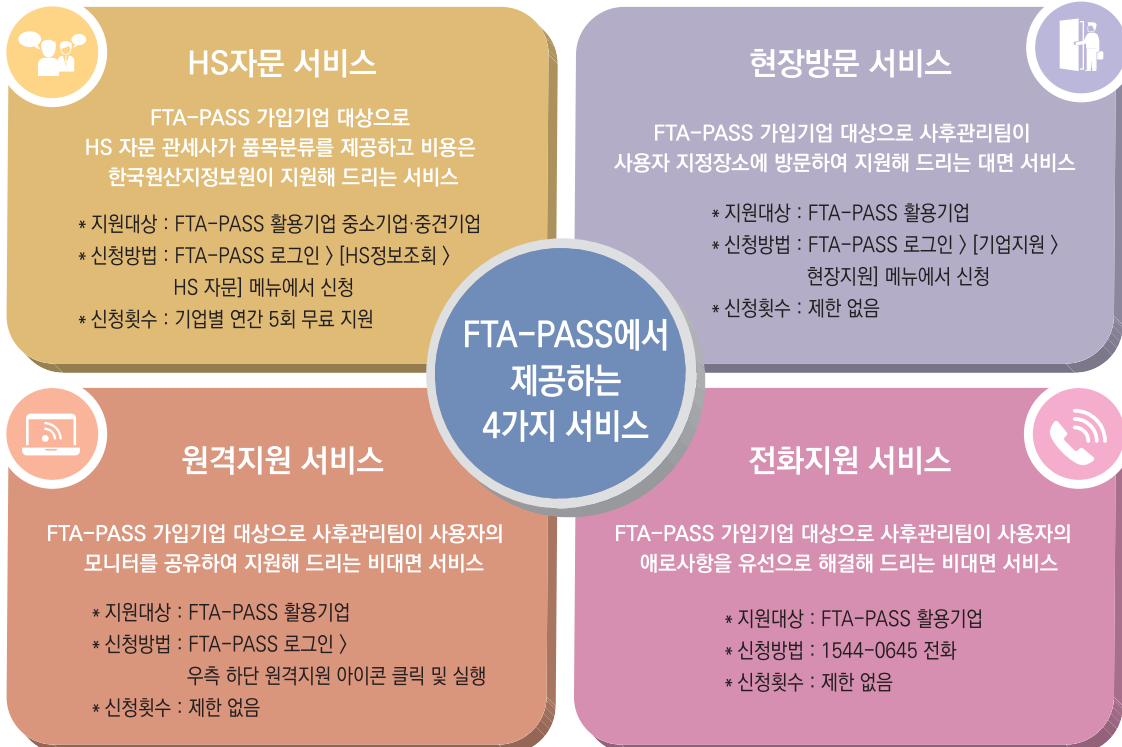 HS자문 서비스
FTA-PASS 가입기업 대상으로
HS 자문 관세사가 품목분류를 제공하고 비용은
한국원산지정보원이 지원해 드리는 서비스
* 지원대상 : FTA-PASS 활용기업 중소기업·중견기업
* 신청방법 : FTA-PASS 로그인 > [HS정보조회 >
HS 자문] 메뉴에서 신청
* 신청횟수 : 기업별 연간 5회 무료 지원
현장방문 서비스
FTA-PASS 가입기업 대상으로 사후관리팀이
사용자 지정장소에 방문하여 지원해 드리는 대면 서비스
* 지원대상 : FTA-PASS 활용기업
* 신청방법 : FTA-PASS 로그인 > [기업지원 >
현장지원] 메뉴에서 신청
* 신청횟수 : 제한 없음
FTA-PASS에서
제공하는
4가지 서비스
원격지원 서비스
FTA-PASS 가입기업 대상으로 사후관리팀이 사용자의
모니터를 공유하여 지원해 드리는 비대면 서비스
* 지원대상 : FTA-PASS 활용기업
* 신청방법 : FTA-PASS 로그인 >
우측 하단 원격지원 아이콘 클릭 및 실행
* 신청횟수 : 제한 없음
전화지원 서비스
FTA-PASS 가입기업 대상으로 사후관리팀이 사용자의
애로사항을 유선으로 해결해 드리는 비대면 서비스
* 지원대상 : FTA-PASS 활용기업
* 신청방법 : 1544-0645 전화
* 신청횟수 : 제한 없음